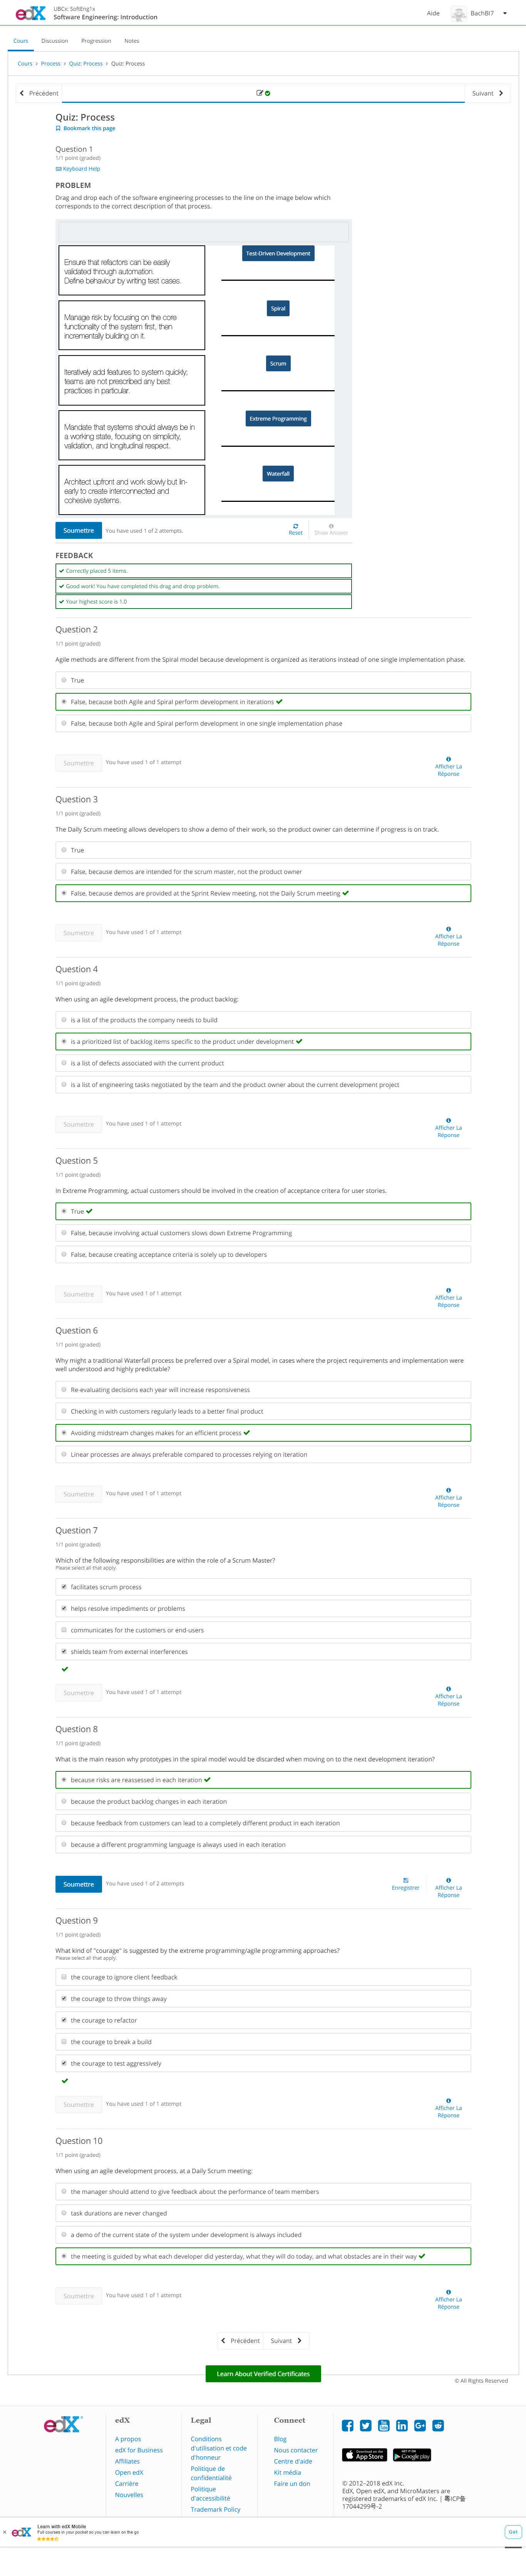 edX
UBCx: SoftEng1x
Software Engineering: Introduction
Aide
BachBI7
Cours
Discussion
Progression
Notes
Cours › Process › Quiz: Process › Quiz: Process
Précédent
Suivant
Quiz: Process
Bookmark this page
Question 1
1/1 point (graded)
Keyboard Help
PROBLEM
Drag and drop each of the software engineering processes to the line on the image below which
corresponds to the correct description of that process.
Ensure that refactors can be easily
validated through automation.
Define behaviour by writing test cases.
Test-Driven Development
Manage risk by focusing on the core
functionality of the system first, then
incrementally building on it.
Spiral
Iteratively add features to system quickly;
teams are not prescribed any best
practices in particular.
Scrum
Mandate that systems should always be in
a working state, focusing on simplicity,
validation, and longitudinal respect.
Extreme Programming
Architect upfront and work slowly but lin-
early to create interconnected and
cohesive systems.
Waterfall
Soumettre
You have used 1 of 2 attempts.
Reset
Show Answer
FEEDBACK
Correctly placed 5 items.
Good work! You have completed this drag and drop problem.
Your highest score is 1.0
Question 2
1/1 point (graded)
Agile methods are different from the Spiral model because development is organized as iterations instead of one single implementation phase.
True
False, because both Agile and Spiral perform development in iterations
False, because both Agile and Spiral perform development in one single implementation phase
Soumettre
You have used 1 of 1 attempt
Afficher La
Réponse
Question 3
1/1 point (graded)
The Daily Scrum meeting allows developers to show a demo of their work, so the product owner can determine if progress is on track.
True
False, because demos are intended for the scrum master, not the product owner
False, because demos are provided at the Sprint Review meeting, not the Daily Scrum meeting
Soumettre
You have used 1 of 1 attempt
Afficher La
Réponse
Question 4
1/1 point (graded)
When using an agile development process, the product backlog:
is a list of the products the company needs to build
is a prioritized list of backlog items specific to the product under development
is a list of defects associated with the current product
is a list of engineering tasks negotiated by the team and the product owner about the current development project
Soumettre
You have used 1 of 1 attempt
Afficher La
Réponse
Question 5
1/1 point (graded)
In Extreme Programming, actual customers should be involved in the creation of acceptance critera for user stories.
True
False, because involving actual customers slows down Extreme Programming
False, because creating acceptance criteria is solely up to developers
Soumettre
You have used 1 of 1 attempt
Afficher La
Réponse
Question 6
1/1 point (graded)
Why might a traditional Waterfall process be preferred over a Spiral model, in cases where the project requirements and implementation were
well understood and highly predictable?
Re-evaluating decisions each year will increase responsiveness
Checking in with customers regularly leads to a better final product
Avoiding midstream changes makes for an efficient process
Linear processes are always preferable compared to processes relying on iteration
Soumettre
You have used 1 of 1 attempt
Afficher La
Réponse
Question 7
1/1 point (graded)
Which of the following responsibilities are within the role of a Scrum Master?
Please select all that apply.
facilitates scrum process
helps resolve impediments or problems
communicates for the customers or end-users
shields team from external interferences
Soumettre
You have used 1 of 1 attempt
Afficher La
Réponse
Question 8
1/1 point (graded)
What is the main reason why prototypes in the spiral model would be discarded when moving on to the next development iteration?
because risks are reassessed in each iteration
because the product backlog changes in each iteration
because feedback from customers can lead to a completely different product in each iteration
because a different programming language is always used in each iteration
Soumettre
You have used 1 of 2 attempts
Enregistrer
Afficher La
Réponse
Question 9
1/1 point (graded)
What kind of "courage" is suggested by the extreme programming/agile programming approaches?
Please select all that apply.
the courage to ignore client feedback
the courage to throw things away
the courage to refactor
the courage to break a build
the courage to test aggressively
Soumettre
You have used 1 of 1 attempt
Afficher La
Réponse
Question 10
1/1 point (graded)
When using an agile development process, at a Daily Scrum meeting:
the manager should attend to give feedback about the performance of team members
task durations are never changed
a demo of the current state of the system under development is always included
the meeting is guided by what each developer did yesterday, what they will do today, and what obstacles are in their way
Soumettre
You have used 1 of 1 attempt
Afficher La
Réponse
Précédent
Suivant
Learn About Verified Certificates
© All Rights Reserved
edX
edX
A propos
edX for Business
Affiliates
Open edX
Carrière
Nouvelles
Legal
Conditions
d'utilisation et code
d'honneur
Politique de
confidentialité
Politique
d'accessibilité
Trademark Policy
Connect
Blog
Nous contacter
Centre d'aide
Kit média
Faire un don
Download on the
App Store
GET IT ON
Google play
© 2012–2018 edX Inc.
EdX, Open edX, and MicroMasters are
registered trademarks of edX Inc. | 粤ICP备
17044299号-2
edX
Learn with edX Mobile
Full courses in your pocket so you can learn on the go
Get